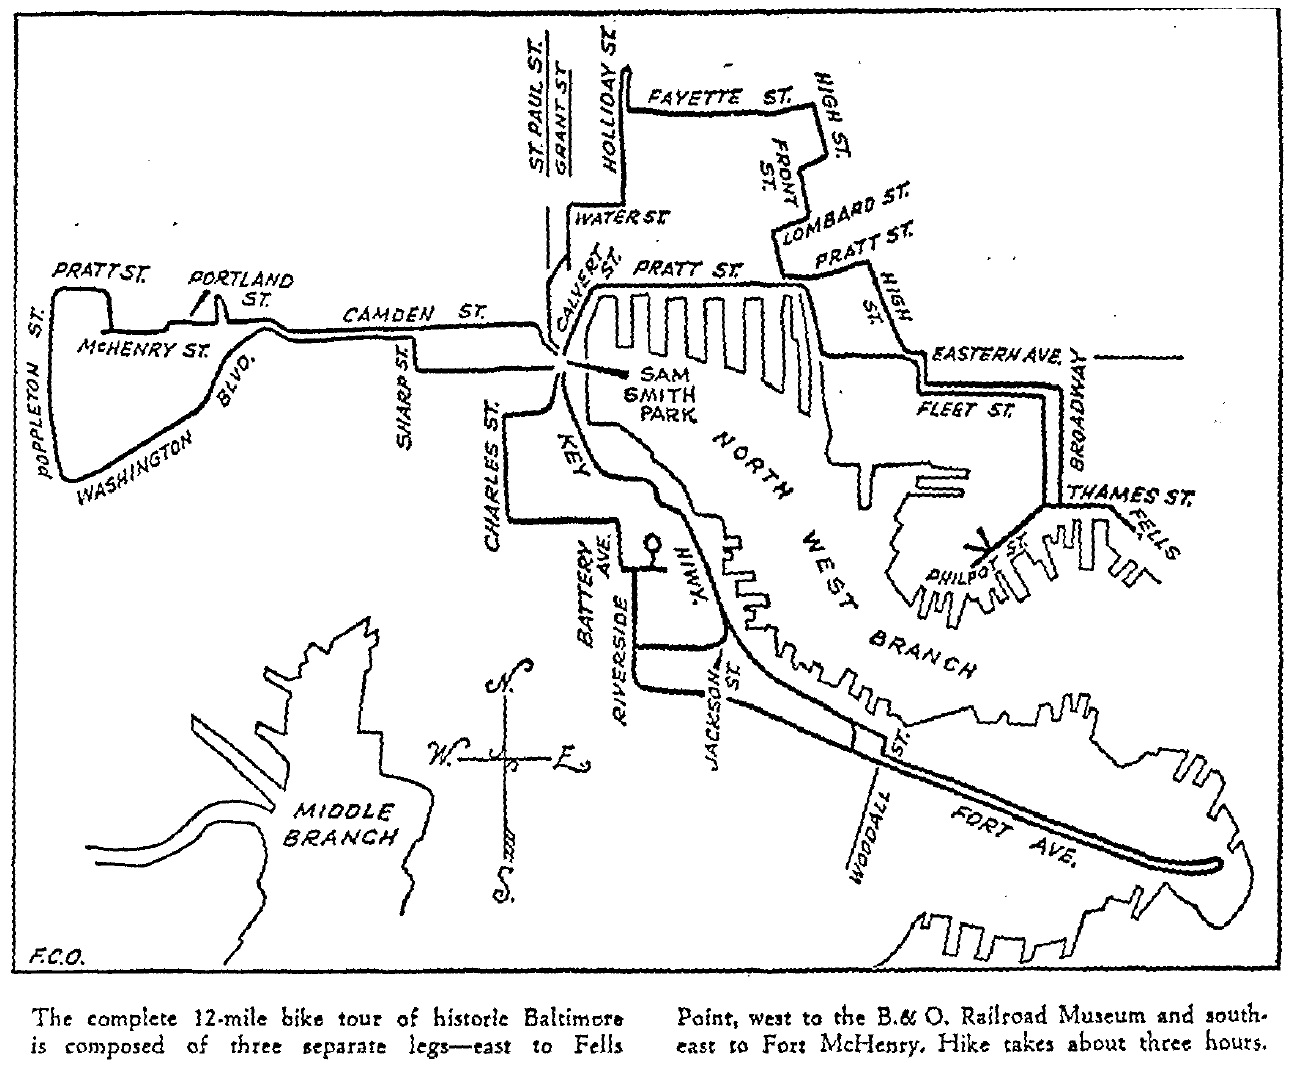 ST. PAUL ST.
GRANT ST
HOLLIDAY ST.
FAYETTE ST.
HIGH ST.
FRONT ST.
LOMBARD ST.
PRATT ST.
WATER ST.
CALVERT ST.
PRATT ST.
HIGH ST.
PRATT ST.
PORTLAND ST.
CAMDEN ST.
McHENRY ST.
POPPLETON ST.
WASHINGTON BLVD.
SHARP ST.
SAM
SMITH
PARK
EASTERN AVE.
FLEET ST.
BROADWAY
THAMES ST.
FELLS
PHILPOT ST.
CHARLES ST.
KEY
HIWY.
NORTH WEST BRANCH
BATTERY AVE.
RIVERSIDE
JACKSON ST.
WOODALL ST.
FORT AVE.
N.
W. E
S.
MIDDLE
BRANCH
F.C.O.
The complete 12-mile bike tour of historic Baltimore
is composed of three separate legs—east to Fells
Point, west to the B. & O. Railroad Museum and south-
east to Fort McHenry. Hike takes about three hours.